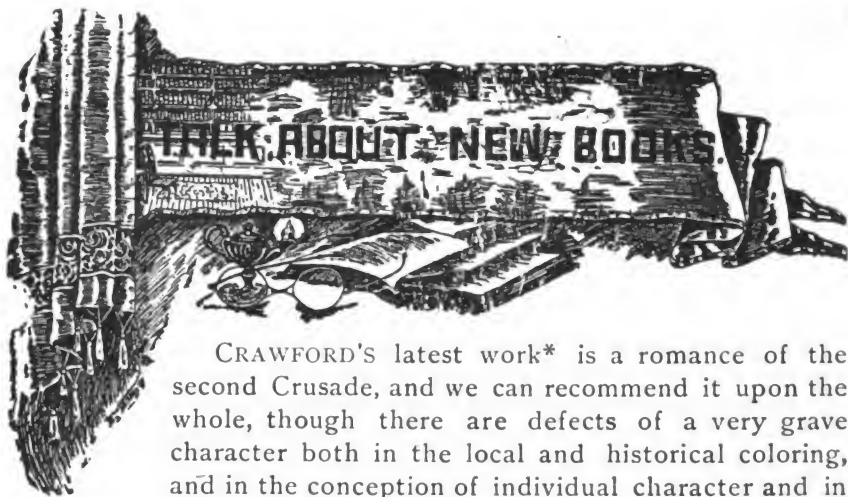 TALK ABOUT NEW BOOKS.
CRAWFORD'S latest work* is a romance of the
second Crusade, and we can recommend it upon the
whole, though there are defects of a very grave
character both in the local and historical coloring,
and in the conception of individual character and in